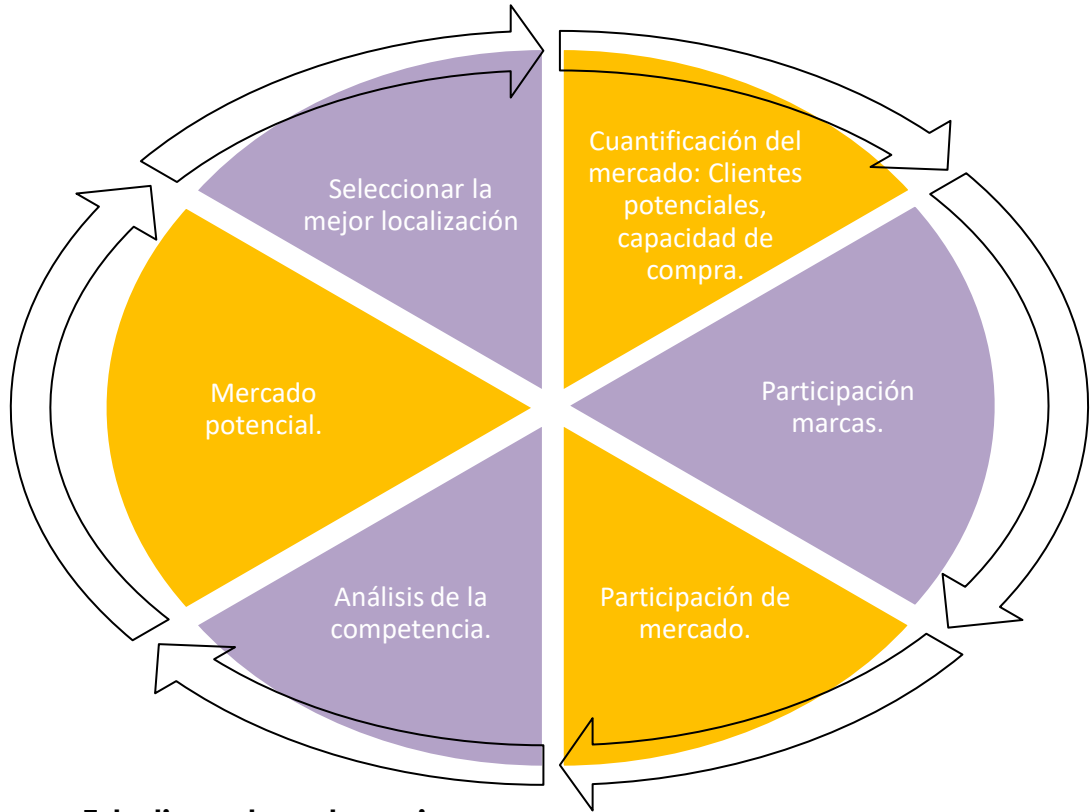 Cuantificación del
mercado: Clientes
potenciales,
capacidad de
compra.
Participación
marcas.
Participación de
mercado.
Análisis de la
competencia.
Mercado
potencial.
Seleccionar la
mejor localización